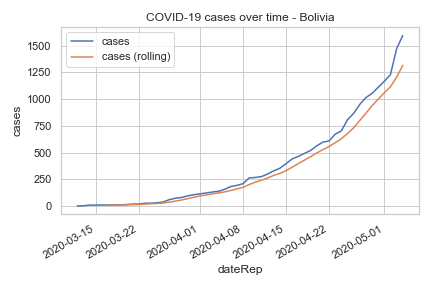 COVID-19 cases over time - Bolivia
cases
cases (rolling)
1500
1250
1000
750
500
250
0
cases
2020-03-15
2020-03-22
2020-04-01
2020-04-08
2020-04-15
2020-04-22
2020-05-01
dateRep